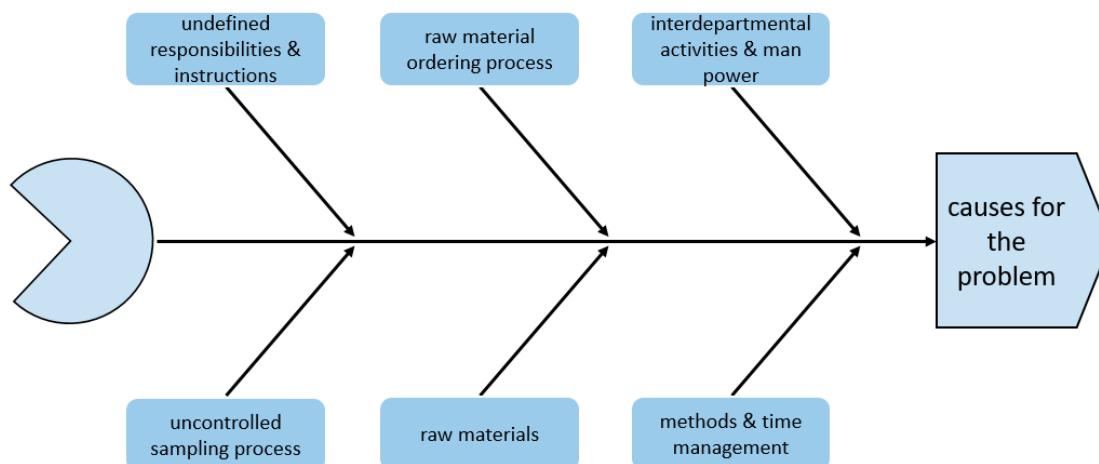 undefined
responsibilities &
instructions
raw material
ordering process
interdepartmental
activities & man
power
causes for
the
problem
uncontrolled
sampling process
raw materials
methods & time
management